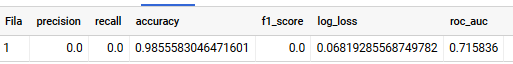 Fila precision recall accuracy f1_score log_loss roc_auc
1 0.0 0.0 0.9855583046471601 0.0 0.06819285568749782 0.715836